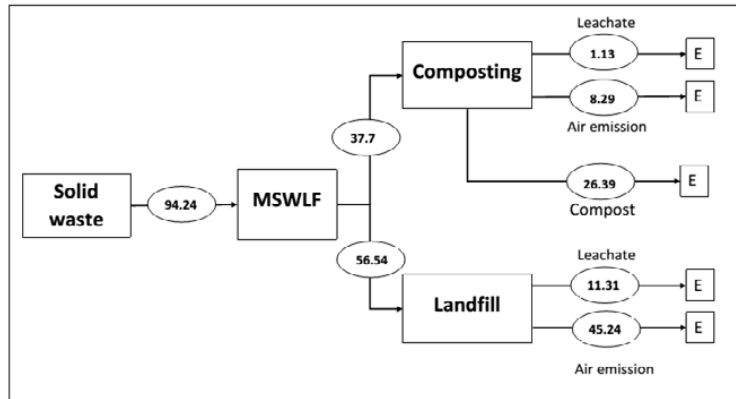 Leachate
1.13
E
Composting
8.29
E
Air emission
37.7
26.39
E
Compost
Solid
waste
94.24
MSWLF
56.54
Leachate
11.31
E
Landfill
45.24
E
Air emission